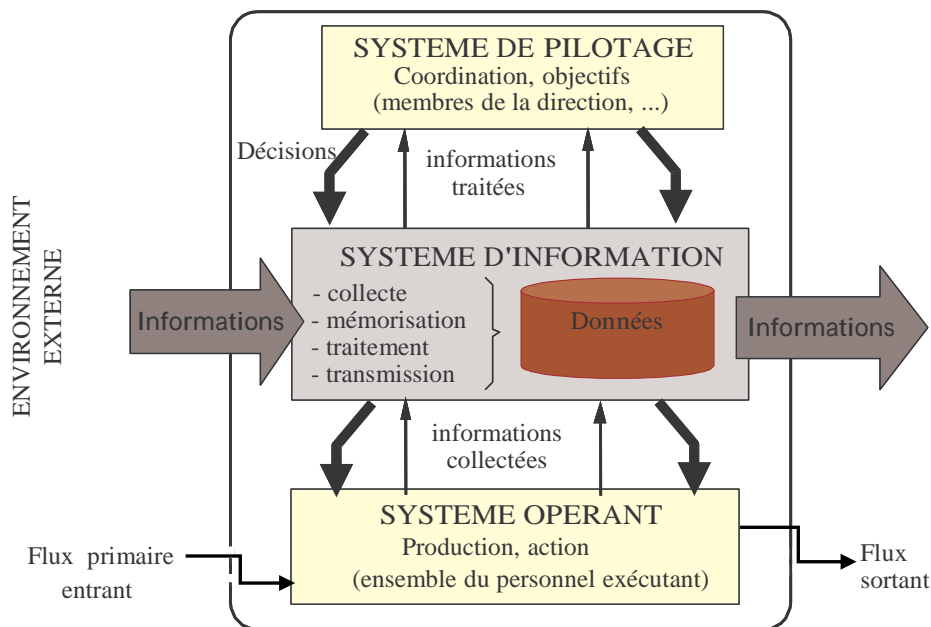 SYSTEME DE PILOTAGE
Coordination, objectifs
(membres de la direction, ...)
Décisions
informations
traitées
ENVIRONNEMENT
EXTERNE
SYSTEME D'INFORMATION
Informations
- collecte
- mémorisation
- traitement
- transmission
Données
Informations
informations
collectées
SYSTEME OPERANT
Production, action
(ensemble du personnel exécutant)
Flux primaire
entrant
Flux
sortant